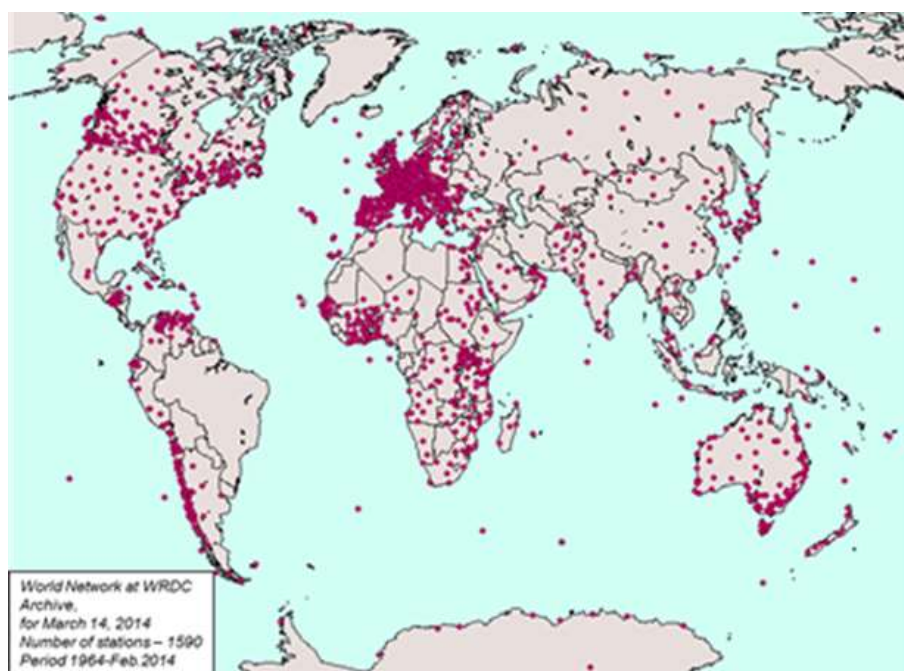 World Network at WRDC
Archive,
for March 14, 2014
Number of stations – 1590
Period 1964-Feb.2014